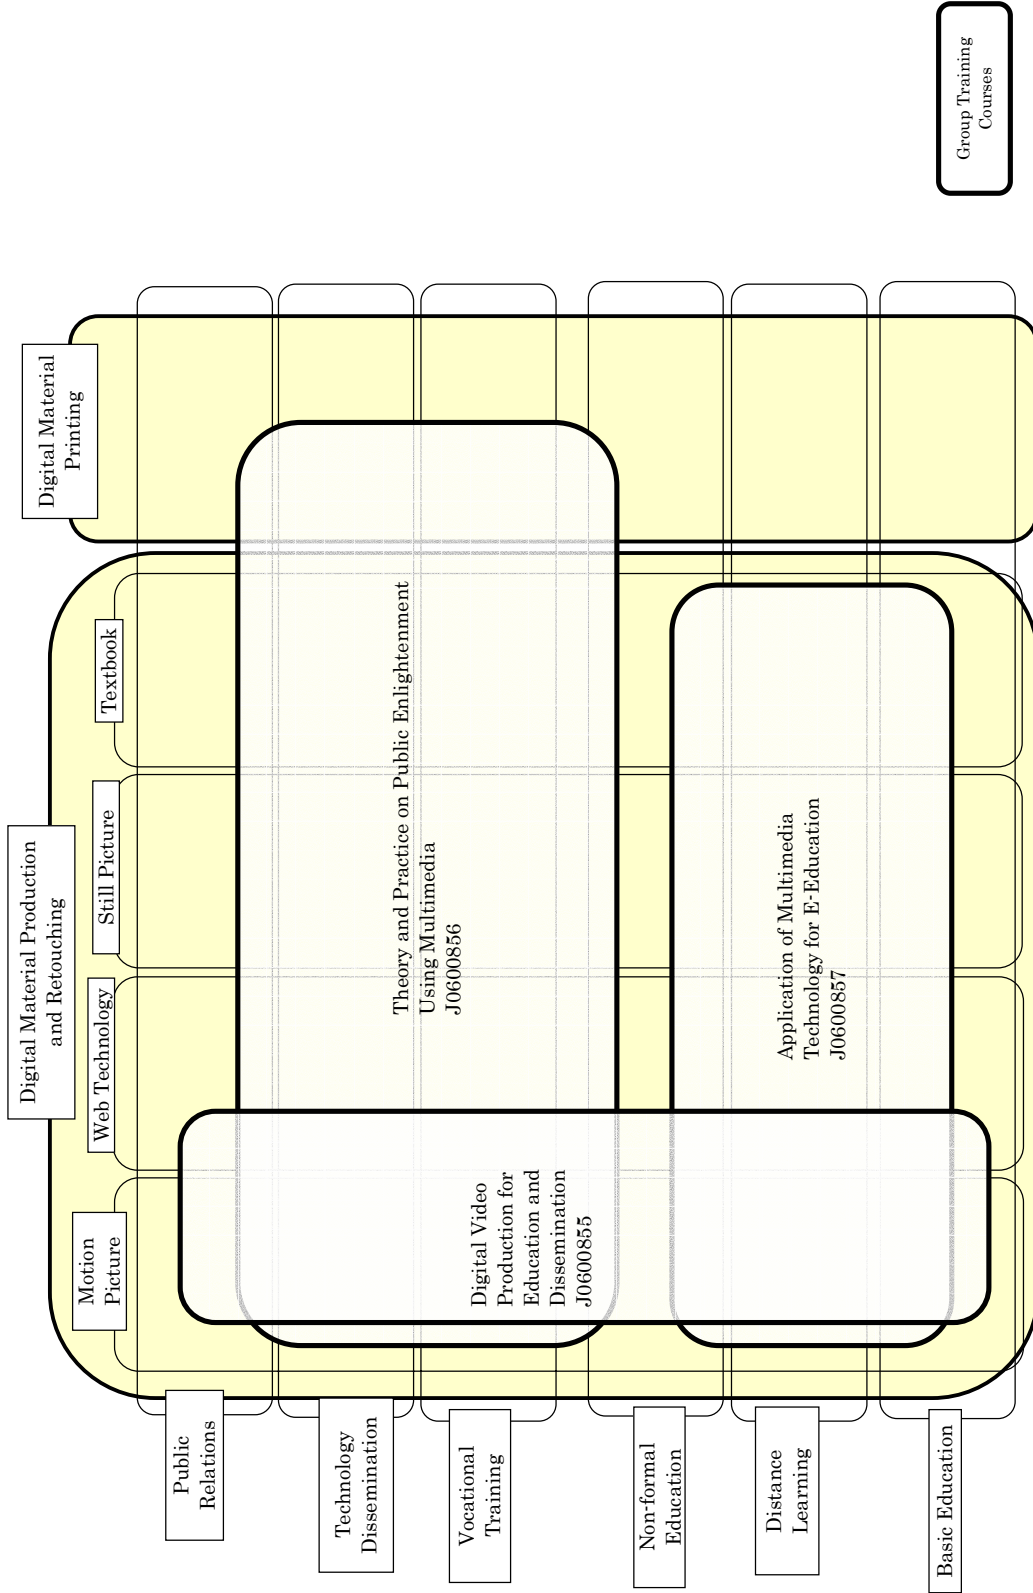 Digital Material Production
and Retouching
Digital Material
Printing
Motion
Picture
Web Technology
Still Picture
Textbook
Public
Relations
Technology
Dissemination
Vocational
Training
Non-formal
Education
Distance
Learning
Basic Education
Theory and Practice on Public Enlightenment
Using Multimedia
J0600856
Digital Video
Production for
Education and
Dissemination
J0600855
Application of Multimedia
Technology for E-Education
J0600857
Group Training
Courses